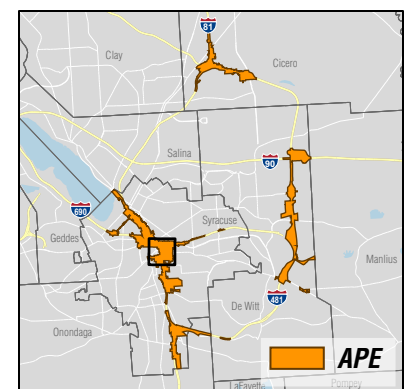 81
Clay
Cicero
Salina
90
690
Syracuse
Geddes
Manlius
481
De Witt
Onondaga
APE
LaFayette
Pompey